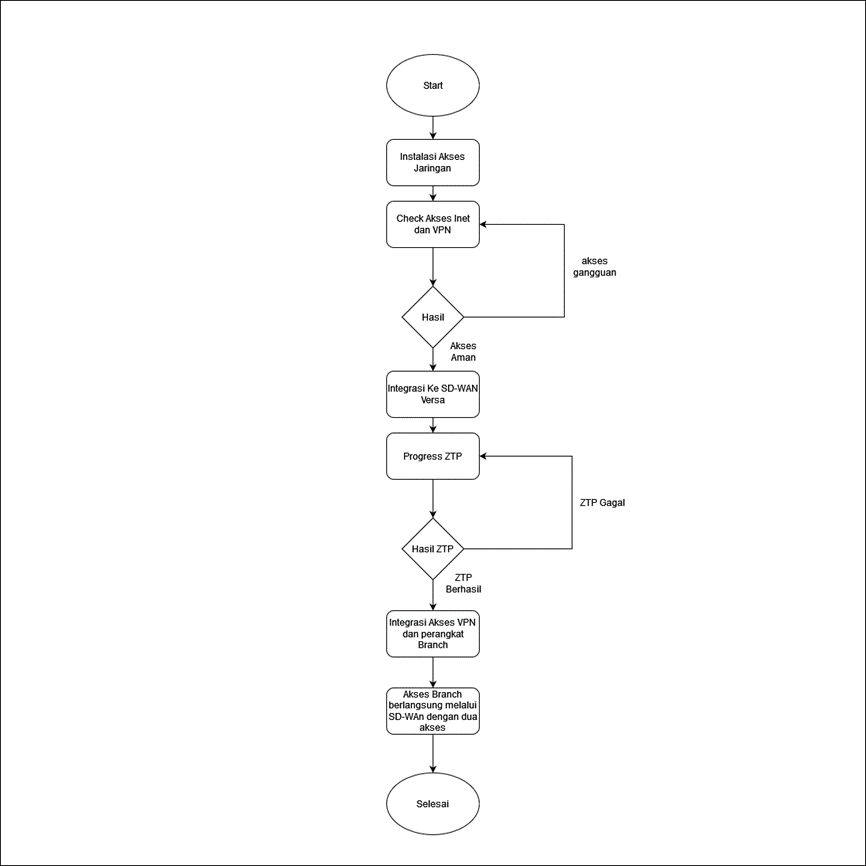 Start
Instalasi Akses
Jaringan
Check Akses Inet
dan VPN
akses
gangguan
Hasil
Akses
Aman
Integrasi Ke SD-WAN
Versa
Progress ZTP
ZTP Gagal
Hasil ZTP
ZTP
Berhasil
Integrasi Akses VPN
dan perangkat
Branch
Akses Branch
berlangsung melalui
SD-WAn dengan dua
akses
Selesai